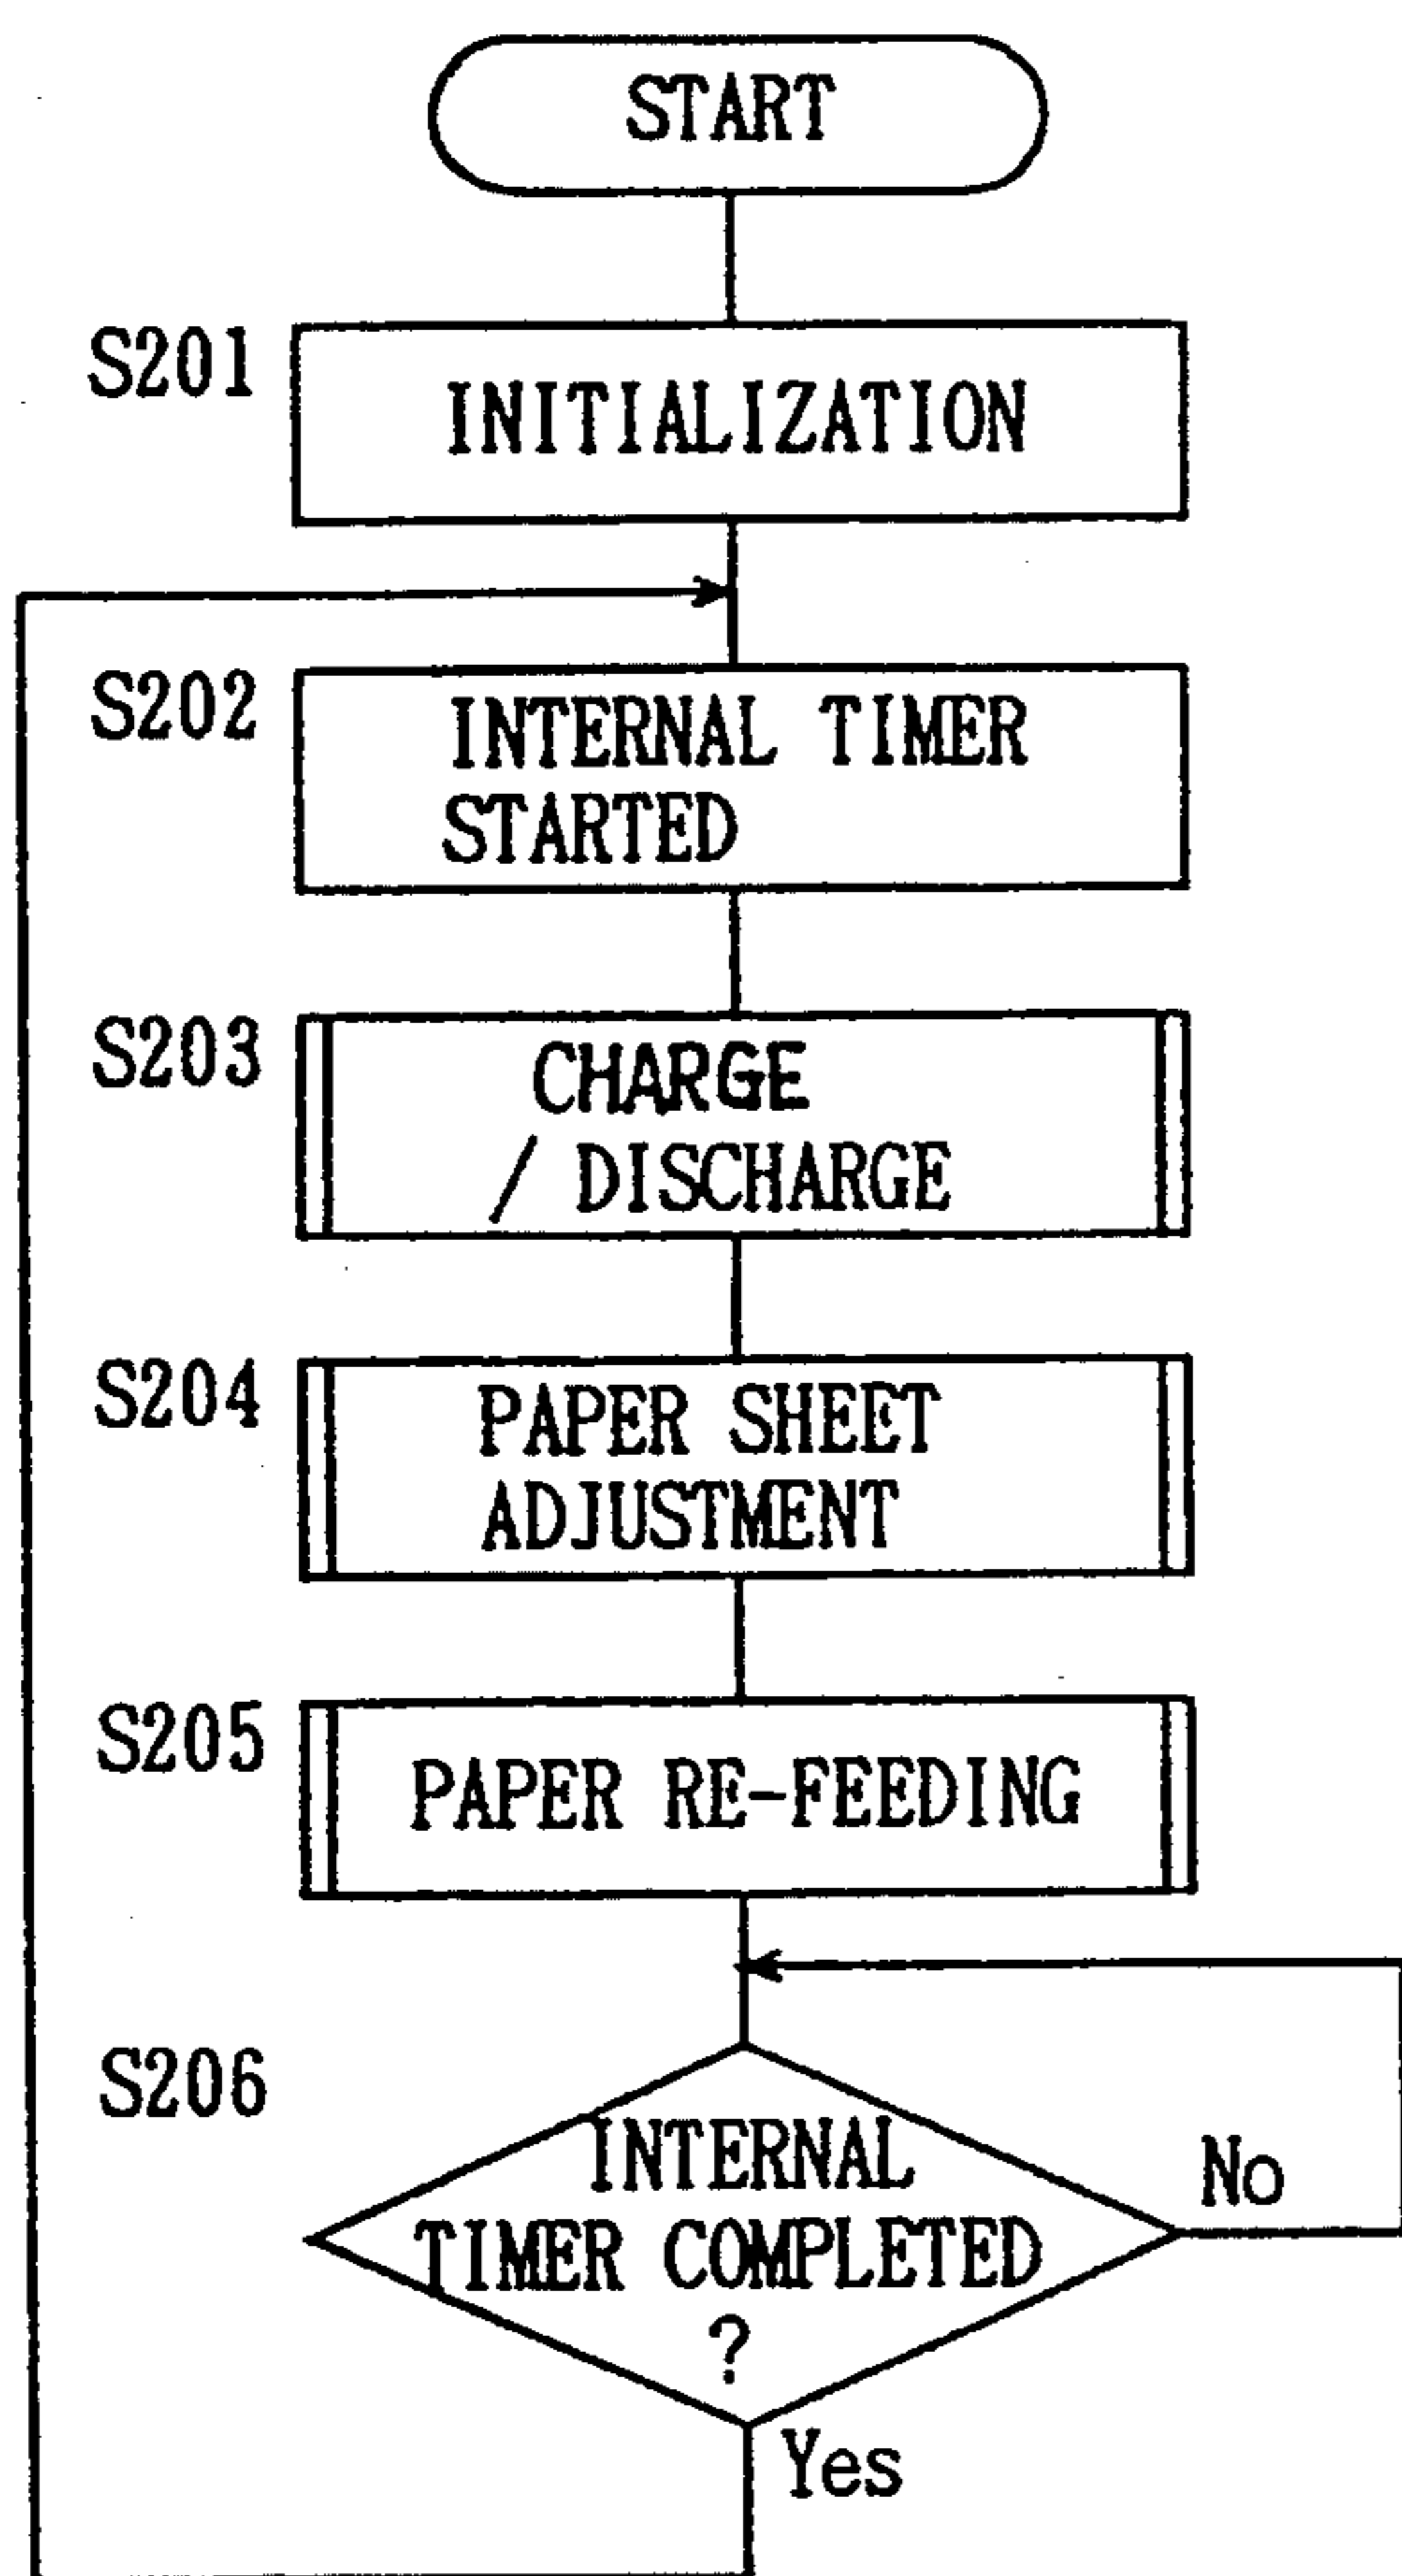 START
S201
INITIALIZATION
S202
INTERNAL TIMER
STARTED
S203
CHARGE
/ DISCHARGE
S204
PAPER SHEET
ADJUSTMENT
S205
PAPER RE-FEEDING
S206
INTERNAL
TIMER COMPLETED
?
No
Yes